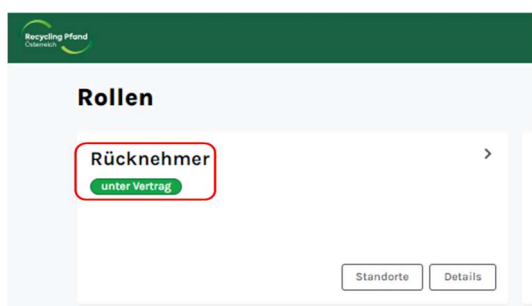 Recycling Pfand
Österreich
Rollen
Rücknehmer
unter Vertrag
Standorte
Details